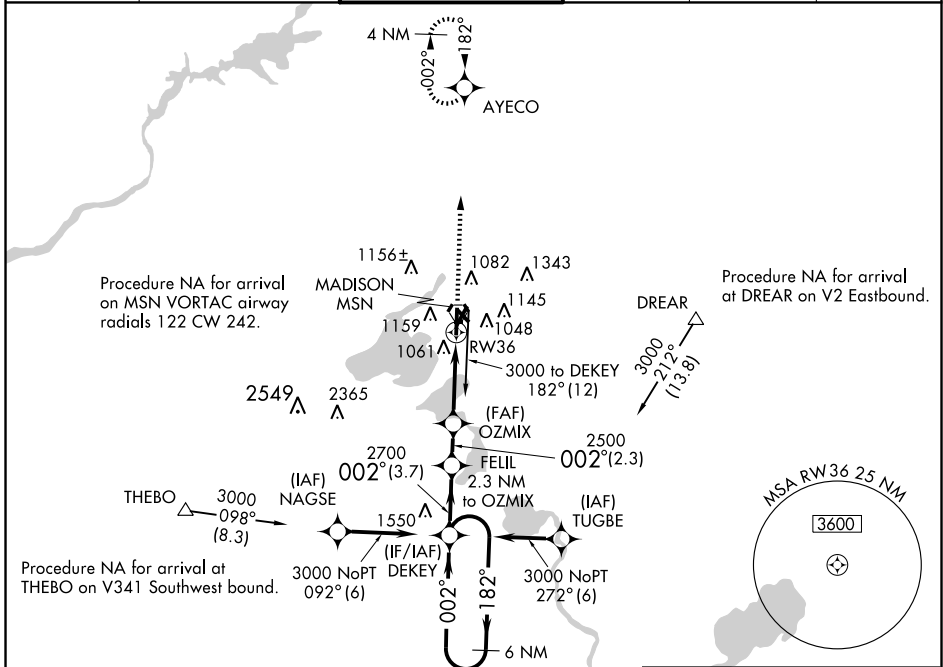 4 NM
182°
002°
AYECO
1156±
1082
1343
Procedure NA for arrival
on MSN VORTAC airway
radials 122 CW 242.
MADISON
MSN
Procedure NA for arrival
at DREAR on V2 Eastbound.
DREAR
1145
1159
1048
1061
RW36
3000 to DEKEY
182° (12)
3000
212°
(13.8)
2549
2365
(FAF)
OZMIX
2500
002° (2.3)
2700
002° (3.7)
FELIL
2.3 NM
to OZMIX
(IAF)
NAGSE
(IAF)
TUGBE
THEBO
3000
098°
(8.3)
1550
(IF/IAF)
DEKEY
MSA RW36 25 NM
3600
Procedure NA for arrival at
THEBO on V341 Southwest bound.
3000 NoPT
092° (6)
3000 NoPT
272° (6)
002°
182°
6 NM